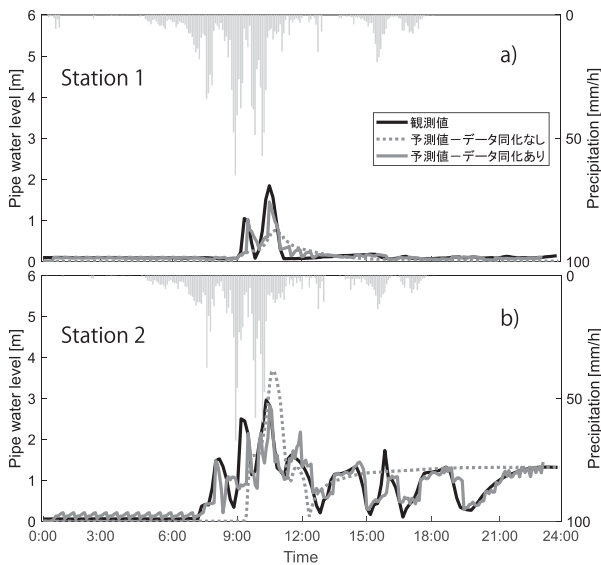 6
5
4
3
2
1
0
Pipe water level [m]
Station 1
a)
観測値
予測値－データ同化なし
予測値－データ同化あり
0
50
100
Precipitation [mm/h]
6
5
4
3
2
1
0
Pipe water level [m]
Station 2
b)
0
50
100
Precipitation [mm/h]
0:00 3:00 6:00 9:00 12:00 15:00 18:00 21:00 24:00
Time